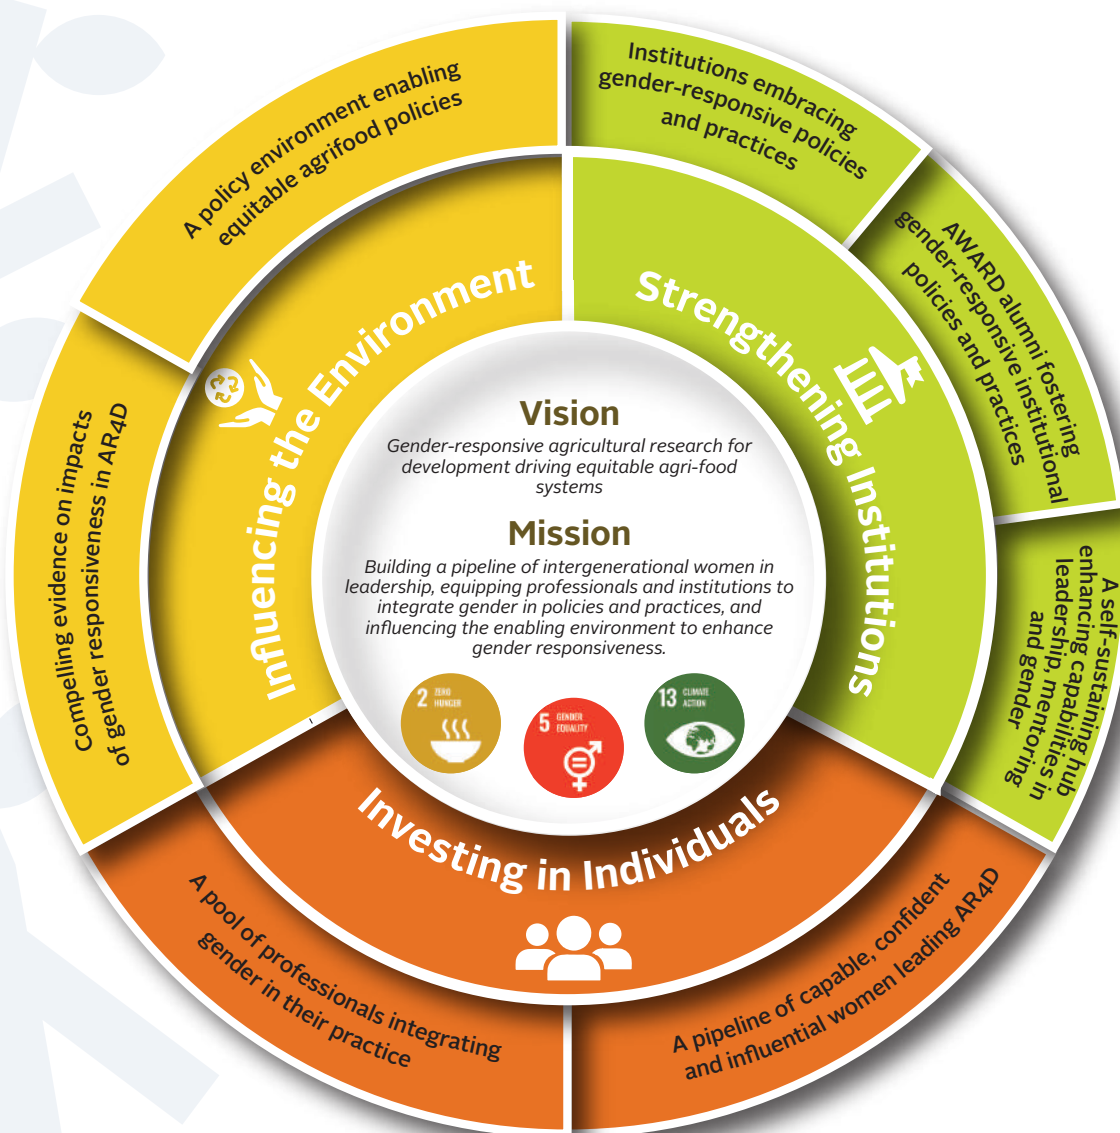 A policy environment enabling
equitable agrifood policies
Institutions embracing
gender-responsive policies
and practices
AWARD alumni fostering
gender-responsive institutional
policies and practices
A self-sustaining hub
enhancing capabilities in
leadership, mentoring
and gender
Compelling evidence on impacts
of gender responsiveness in AR4D
Influencing the Environment
Strengthening Institutions
Vision
Gender-responsive agricultural research for
development driving equitable agri-food
systems
Mission
Building a pipeline of intergenerational women in
leadership, equipping professionals and institutions to
integrate gender in policies and practices, and
influencing the enabling environment to enhance
gender responsiveness.
2 ZERO
HUNGER
5 GENDER
EQUALITY
13 CLIMATE
ACTION
Investing in Individuals
A pool of professionals integrating
gender in their practice
A pipeline of capable, confident
and influential women leading AR4D